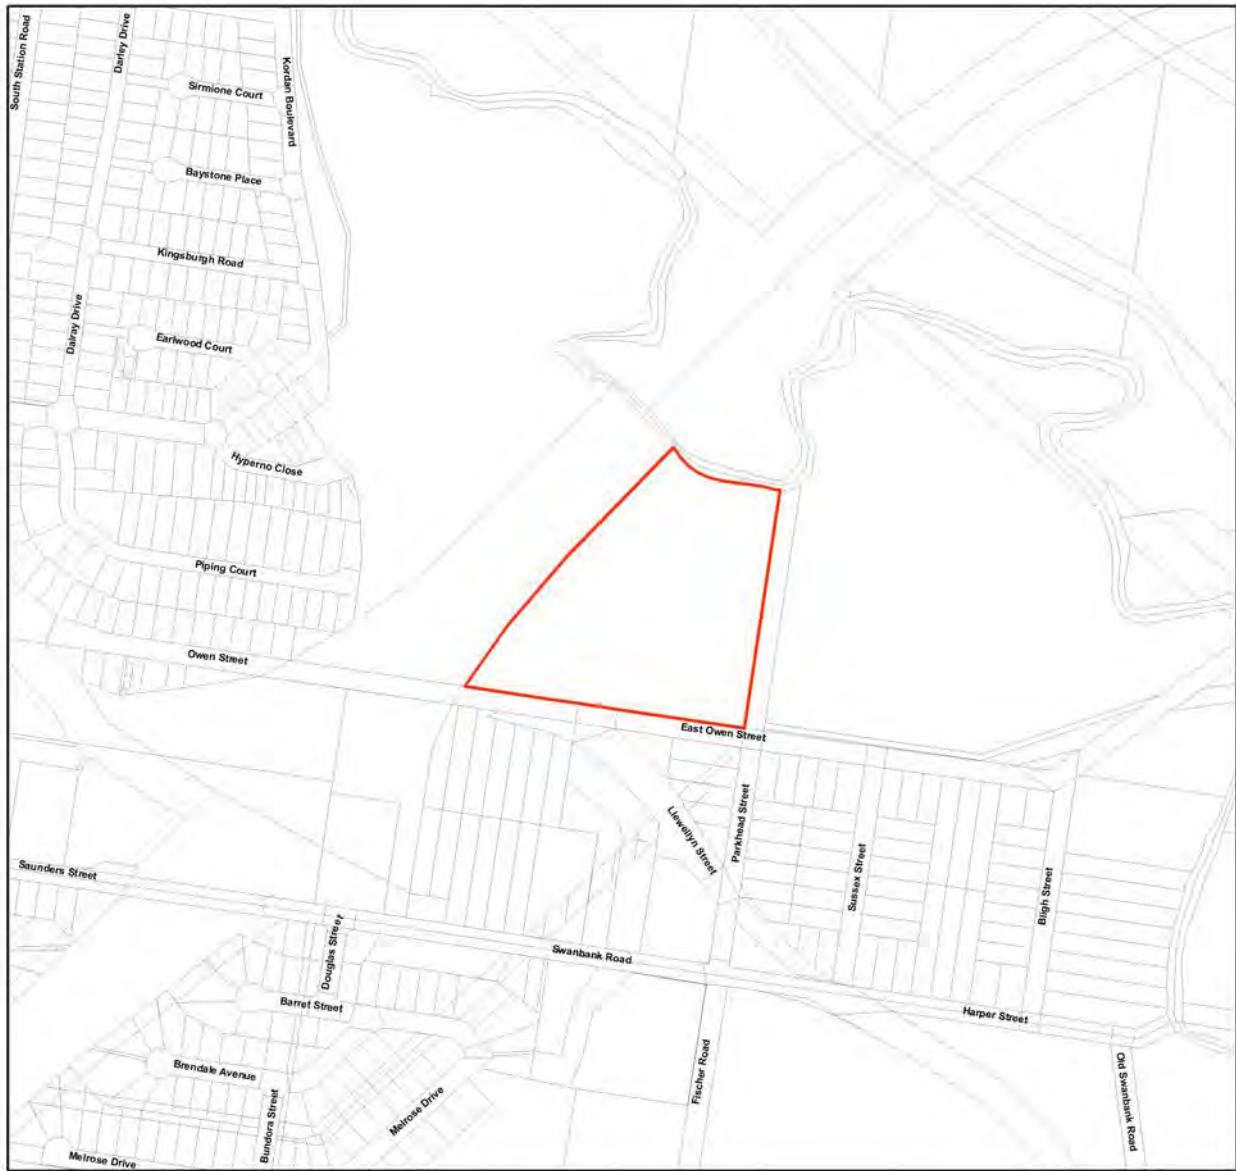 South Station Road
Darley Drive
Sirmione Court
Kordan Boulevard
Baystone Place
Kingsburgh Road
Dalray Drive
Earlwood Court
Hyperno Close
Piping Court
Owen Street
East Owen Street
Llewellyn Street
Parkhead Street
Sussex Street
Bligh Street
Saunders Street
Douglas Street
Swanbank Road
Barret Street
Harper Street
Brendale Avenue
Bundora Street
Melrose Drive
Fischer Road
Old Swanbank Road
Melrose Drive